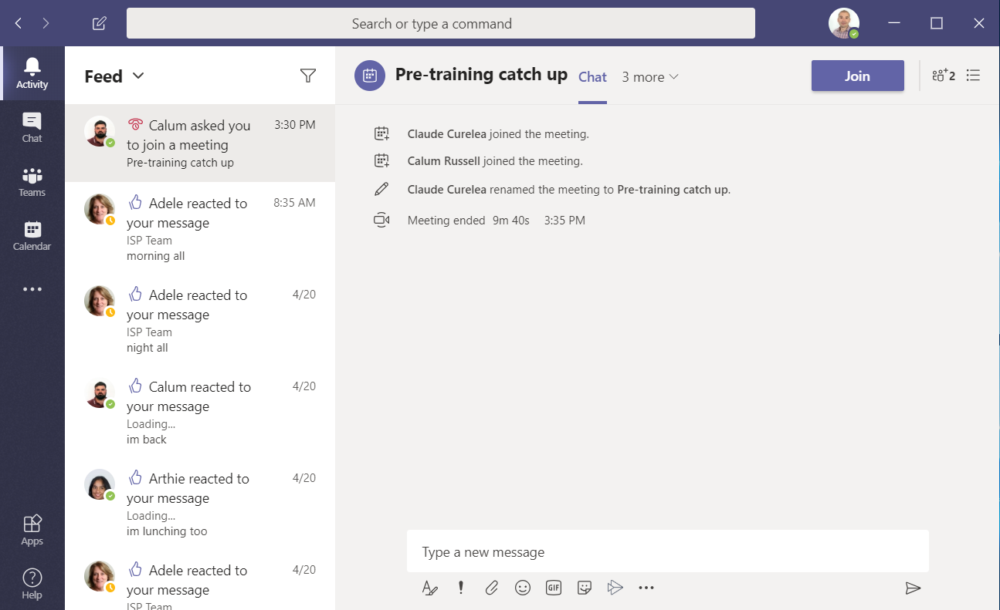 Search or type a command
Activity
Chat
Teams
Calendar
Apps
Help
Feed
Calum asked you 3:30 PM
to join a meeting
Pre-training catch up
Adele reacted to 8:35 AM
your message
ISP Team
morning all
Adele reacted to 4/20
your message
ISP Team
night all
Calum reacted to 4/20
your message
Loading...
im back
Arthie reacted to 4/20
your message
Loading...
im lunching too
Adele reacted to 4/20
your message
ISP Team
Pre-training catch up Chat 3 more Join 2
Claude Curelea joined the meeting.
Calum Russell joined the meeting.
Claude Curelea renamed the meeting to Pre-training catch up.
Meeting ended 9m 40s 3:35 PM
Type a new message
GIF